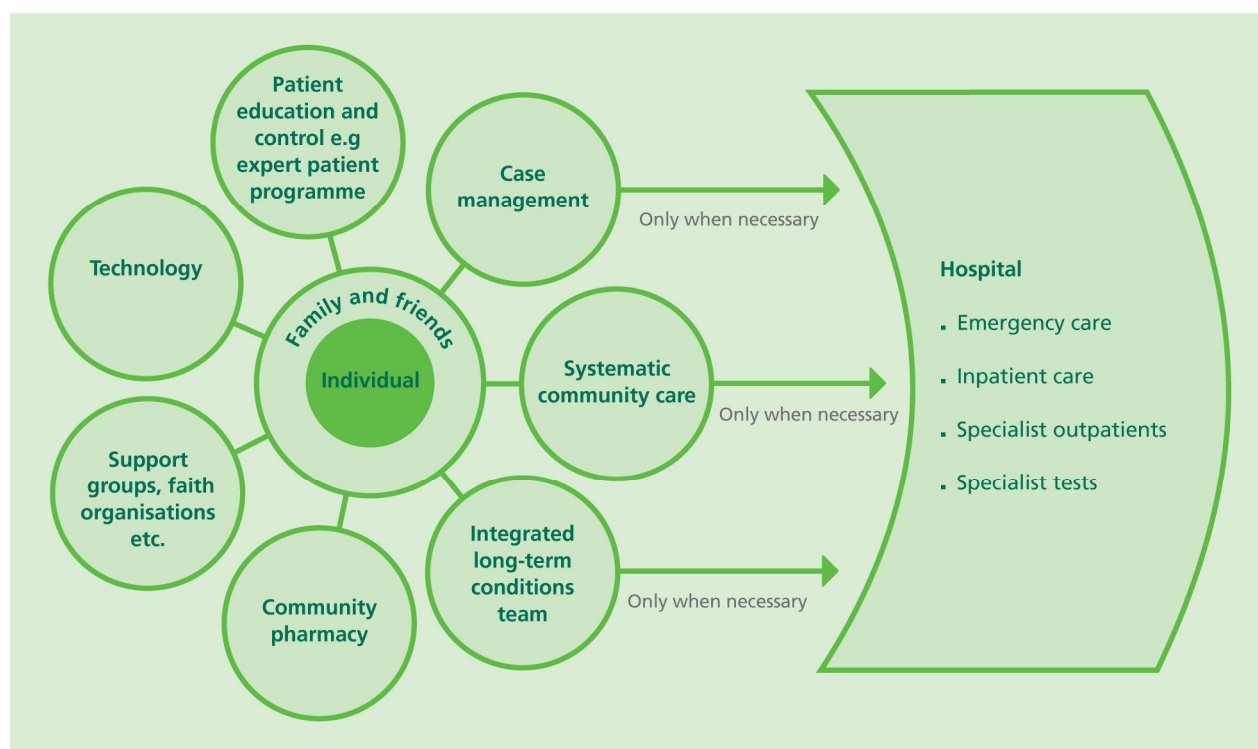 Patient
education and
control e.g
expert patient
programme
Case
management
Only when necessary
Technology
Family and friends
Individual
Systematic
community care
Only when necessary
Support
groups, faith
organisations
etc.
Community
pharmacy
Integrated
long-term
conditions
team
Only when necessary
Hospital
. Emergency care
. Inpatient care
. Specialist outpatients
. Specialist tests